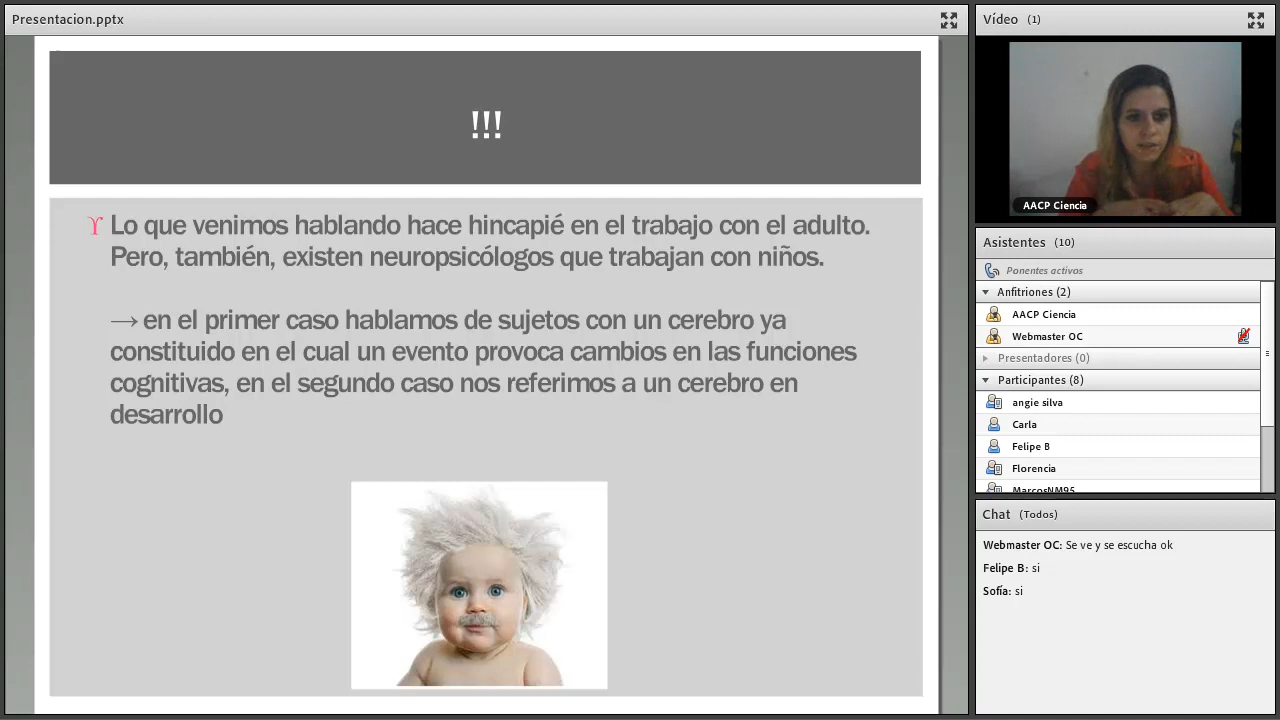 Presentacion.pptx
!!!
Lo que venimos hablando hace hincapié en el trabajo con el adulto.
Pero, también, existen neuropsicólogos que trabajan con niños.
→ en el primer caso hablamos de sujetos con un cerebro ya
constituido en el cual un evento provoca cambios en las funciones
cognitivas, en el segundo caso nos referimos a un cerebro en
desarrollo
Vídeo (1)
AACP Ciencia
Asistentes (10)
Ponentes activos
Anfitriones (2)
AACP Ciencia
Webmaster OC
Presentadores (0)
Participantes (8)
angie silva
Carla
Felipe B
Florencia
MarcosNM95
Chat (Todos)
Webmaster OC: Se ve y se escucha ok
Felipe B: si
Sofía: si